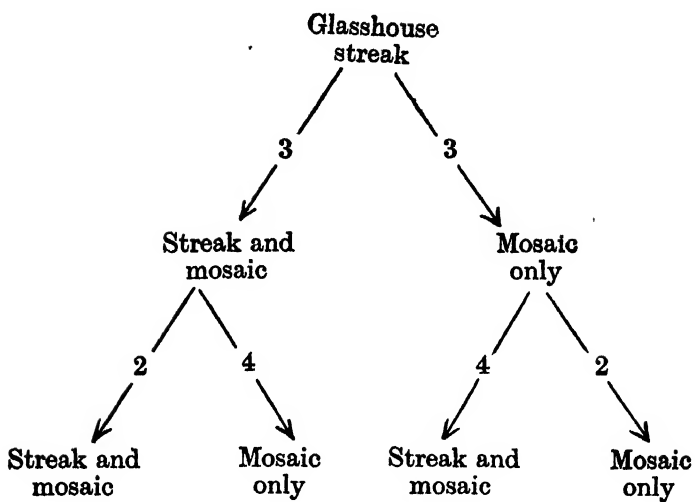 Glasshouse
streak
3
3
Streak and
mosaic
Mosaic
only
2
4
4
2
Streak and
mosaic
Mosaic
only
Streak and
mosaic
Mosaic
only